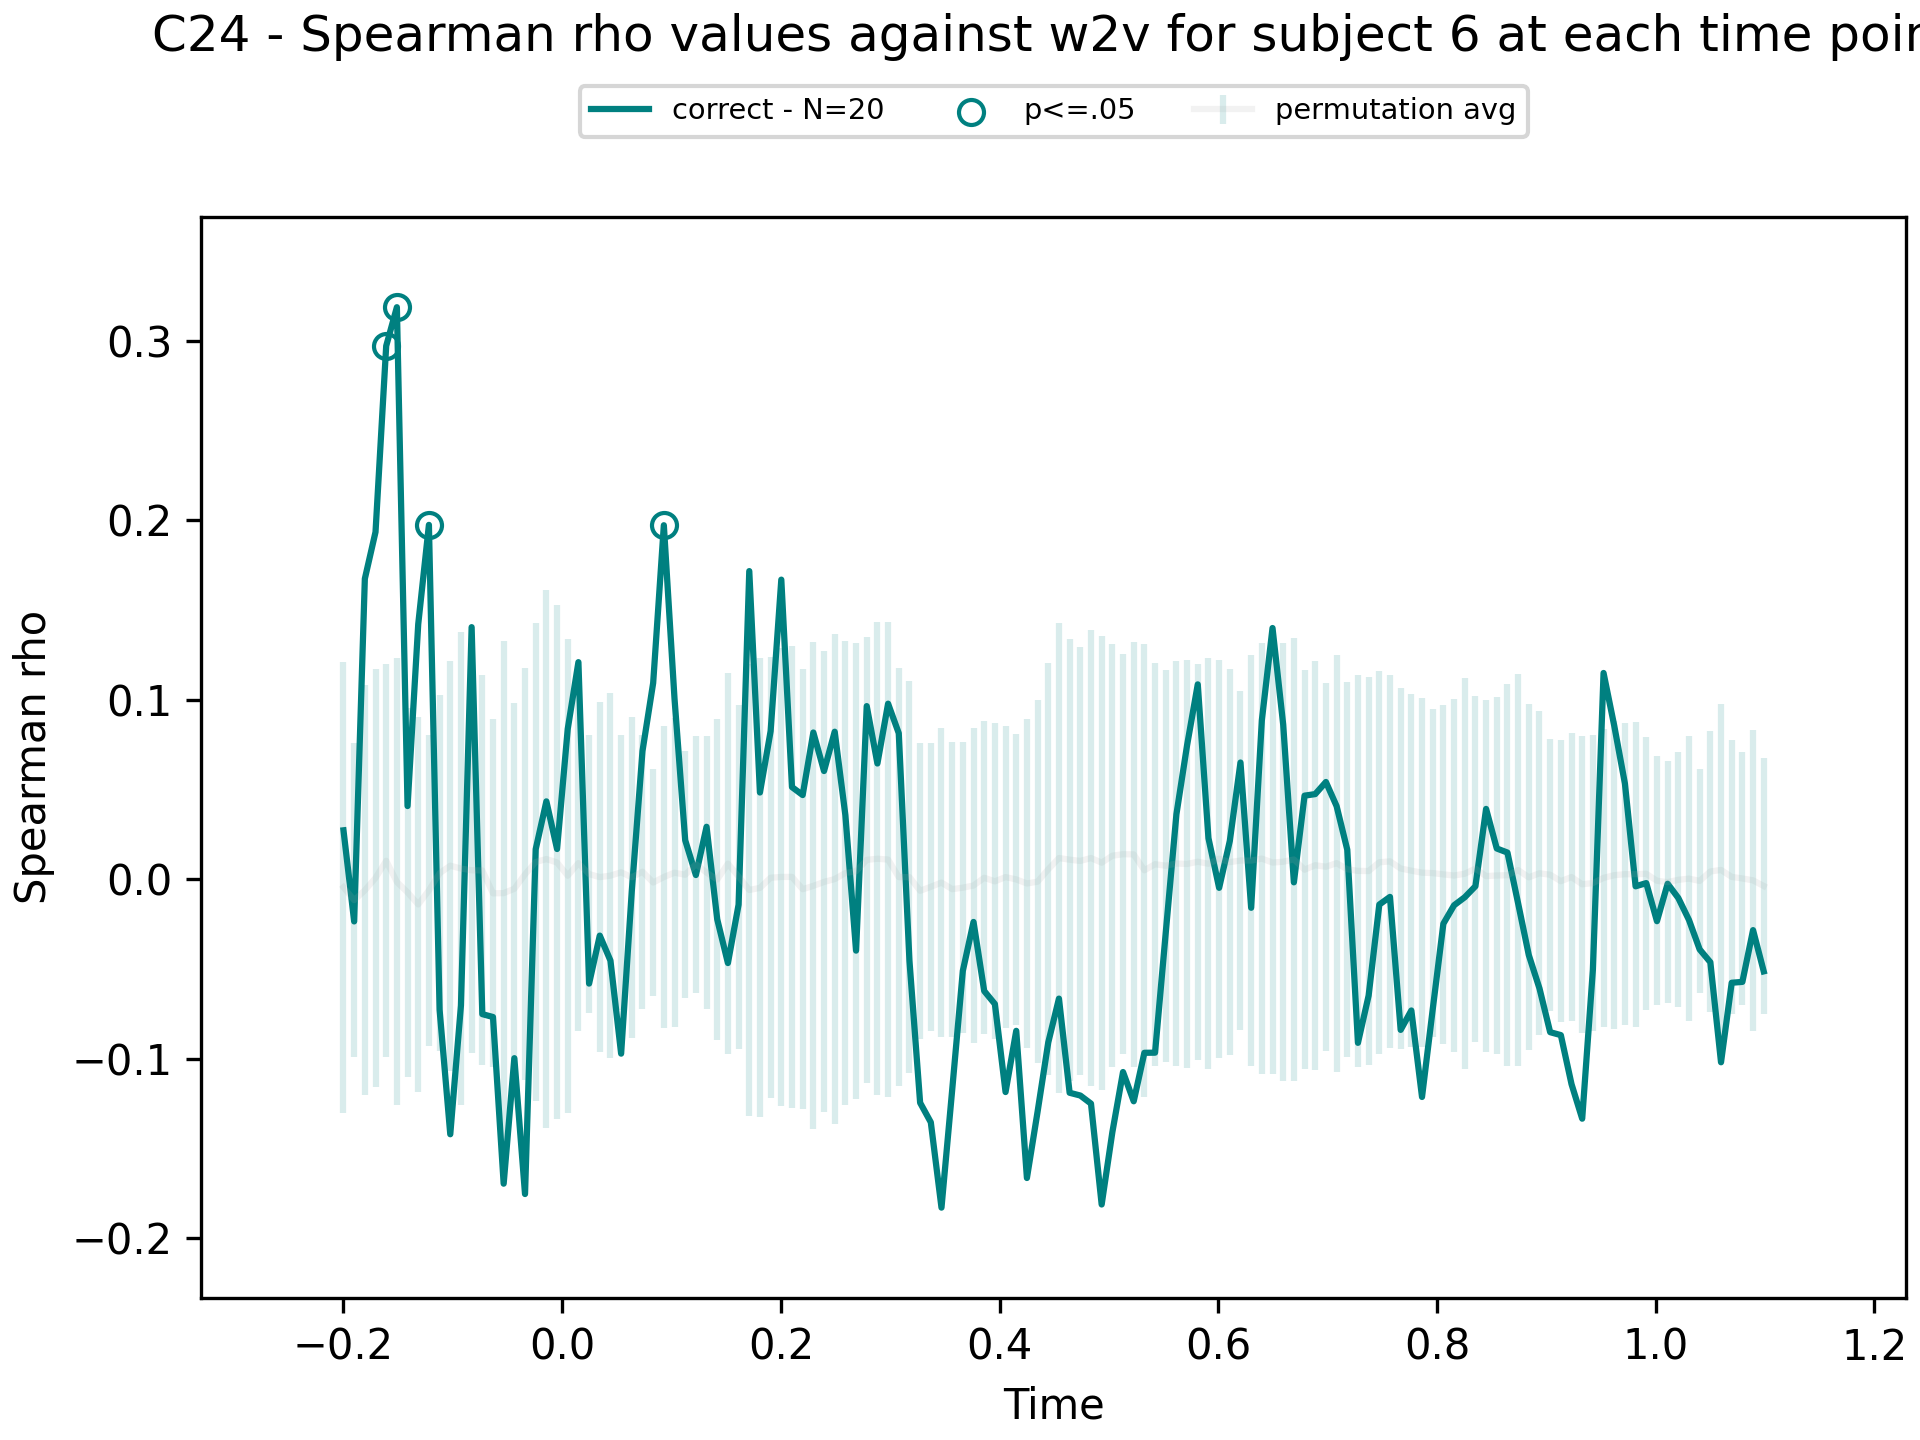 C24 - Spearman rho values against w2v for subject 6 at each time poin
correct - N=20 p<=.05 permutation avg
Spearman rho
0.3
0.2
0.1
0.0
−0.1
−0.2
−0.2 0.0 0.2 0.4 0.6 0.8 1.0 1.2
Time